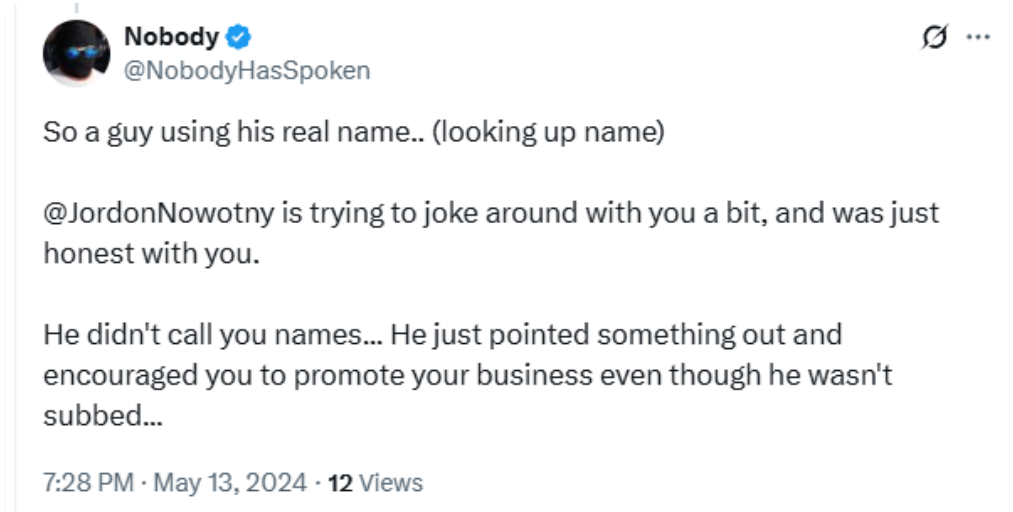 Nobody
@NobodyHasSpoken
So a guy using his real name.. (looking up name)
@JordonNowotny is trying to joke around with you a bit, and was just
honest with you.
He didn't call you names... He just pointed something out and
encouraged you to promote your business even though he wasn't
subbed...
7:28 PM · May 13, 2024 · 12 Views